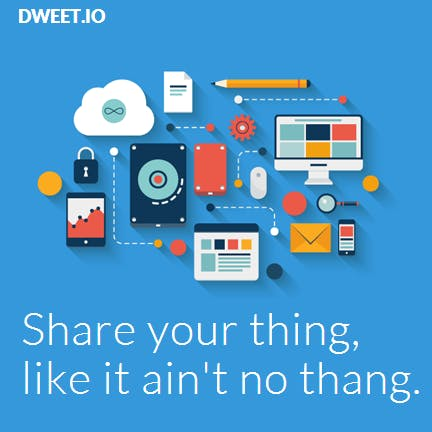 DWEET.IO
Share your thing,
like it ain't no thang.